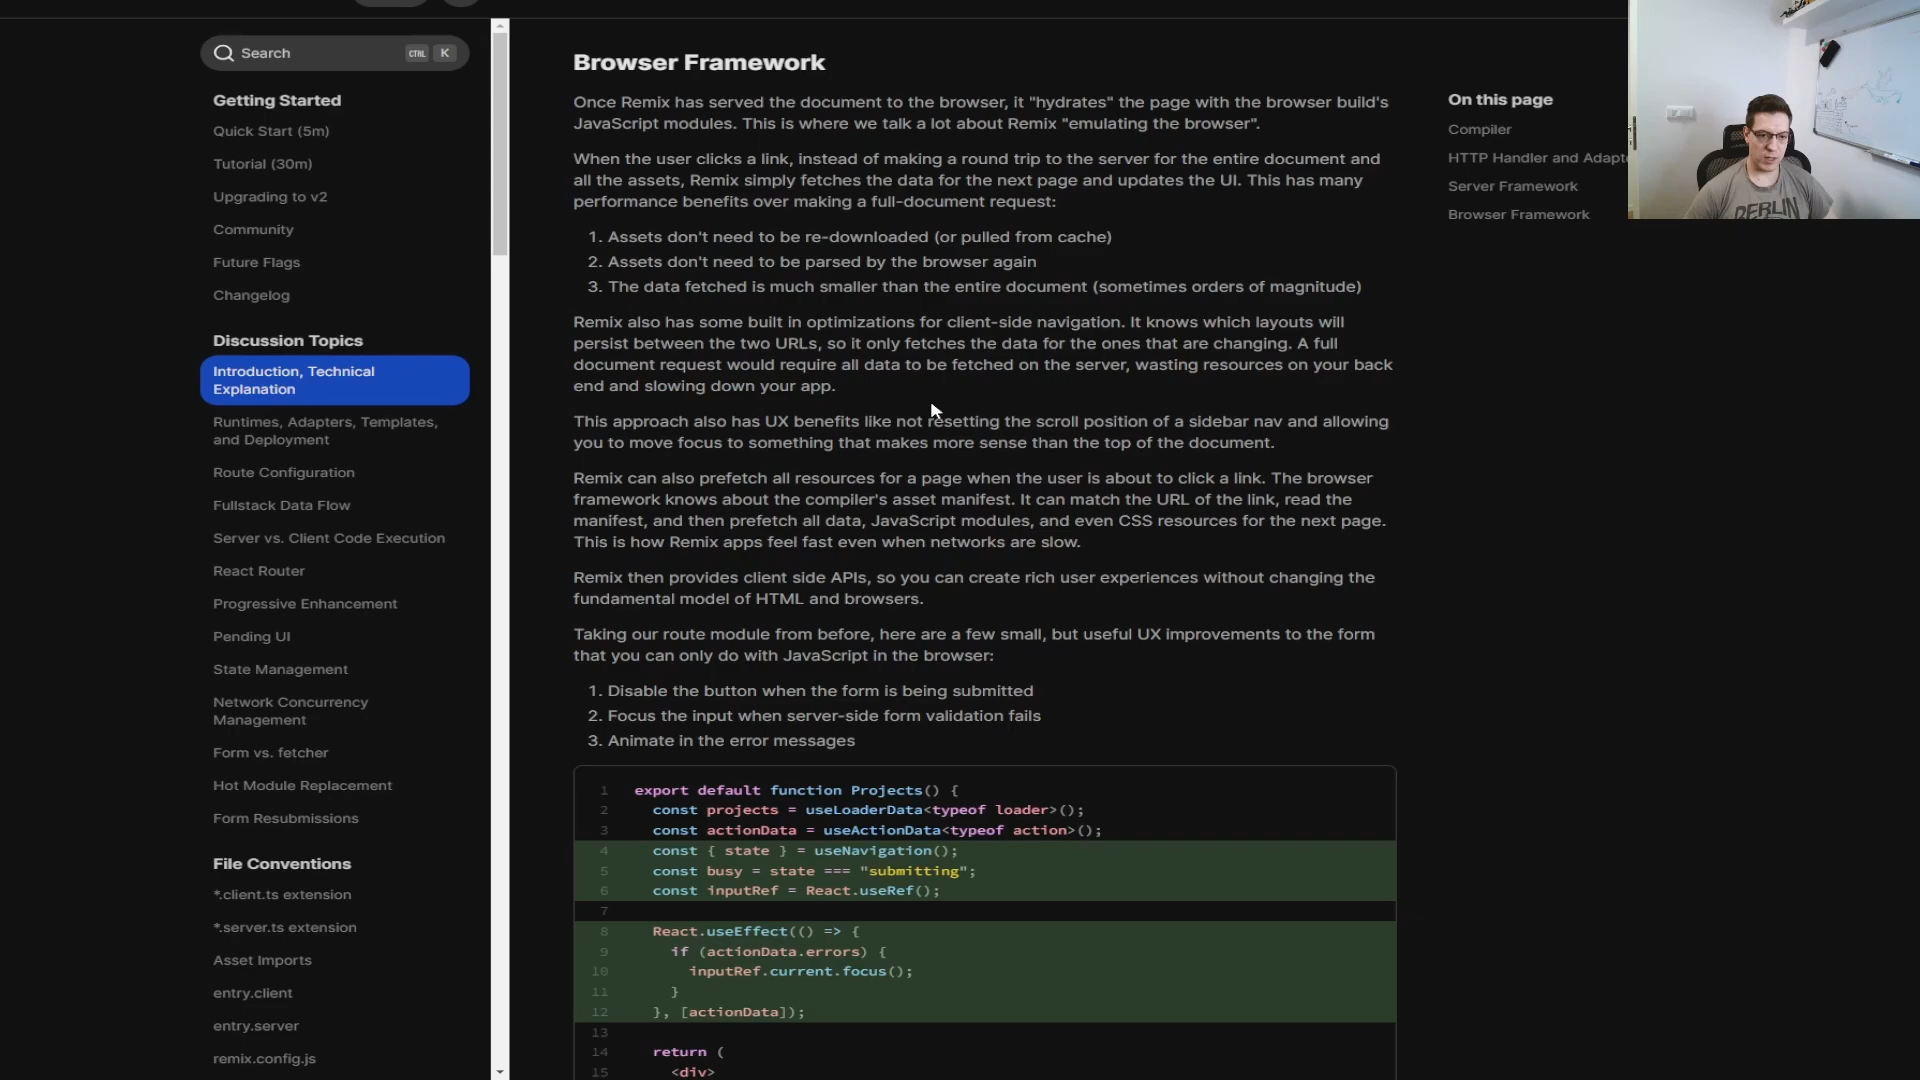 Search
CTRL K
Getting Started
Quick Start (5m)
Tutorial (30m)
Upgrading to v2
Community
Future Flags
Changelog
Discussion Topics
Introduction, Technical
Explanation
Runtimes, Adapters, Templates,
and Deployment
Route Configuration
Fullstack Data Flow
Server vs. Client Code Execution
React Router
Progressive Enhancement
Pending UI
State Management
Network Concurrency
Management
Form vs. fetcher
Hot Module Replacement
Form Resubmissions
File Conventions
*.client.ts extension
*.server.ts extension
Asset Imports
entry.client
entry.server
remix.config.js
Browser Framework
Once Remix has served the document to the browser, it "hydrates" the page with the browser build's
JavaScript modules. This is where we talk a lot about Remix "emulating the browser".
When the user clicks a link, instead of making a round trip to the server for the entire document and
all the assets, Remix simply fetches the data for the next page and updates the UI. This has many
performance benefits over making a full-document request:
1. Assets don't need to be re-downloaded (or pulled from cache)
2. Assets don't need to be parsed by the browser again
3. The data fetched is much smaller than the entire document (sometimes orders of magnitude)
Remix also has some built in optimizations for client-side navigation. It knows which layouts will
persist between the two URLs, so it only fetches the data for the ones that are changing. A full
document request would require all data to be fetched on the server, wasting resources on your back
end and slowing down your app.
This approach also has UX benefits like not resetting the scroll position of a sidebar nav and allowing
you to move focus to something that makes more sense than the top of the document.
Remix can also prefetch all resources for a page when the user is about to click a link. The browser
framework knows about the compiler's asset manifest. It can match the URL of the link, read the
manifest, and then prefetch all data, JavaScript modules, and even CSS resources for the next page.
This is how Remix apps feel fast even when networks are slow.
Remix then provides client side APIs, so you can create rich user experiences without changing the
fundamental model of HTML and browsers.
Taking our route module from before, here are a few small, but useful UX improvements to the form
that you can only do with JavaScript in the browser:
1. Disable the button when the form is being submitted
2. Focus the input when server-side form validation fails
3. Animate in the error messages
1 export default function Projects() {
2 const projects = useLoaderData<typeof loader>();
3 const actionData = useActionData<typeof action>();
4 const { state } = useNavigation();
5 const busy = state === "submitting";
6 const inputRef = React.useRef();
7
8 React.useEffect(() => {
9 if (actionData.errors) {
10 inputRef.current.focus();
11 }
12 }, [actionData]);
13
14 return (
15 <div>
On this page
Compiler
HTTP Handler and Adapt
Server Framework
Browser Framework
BERLIN